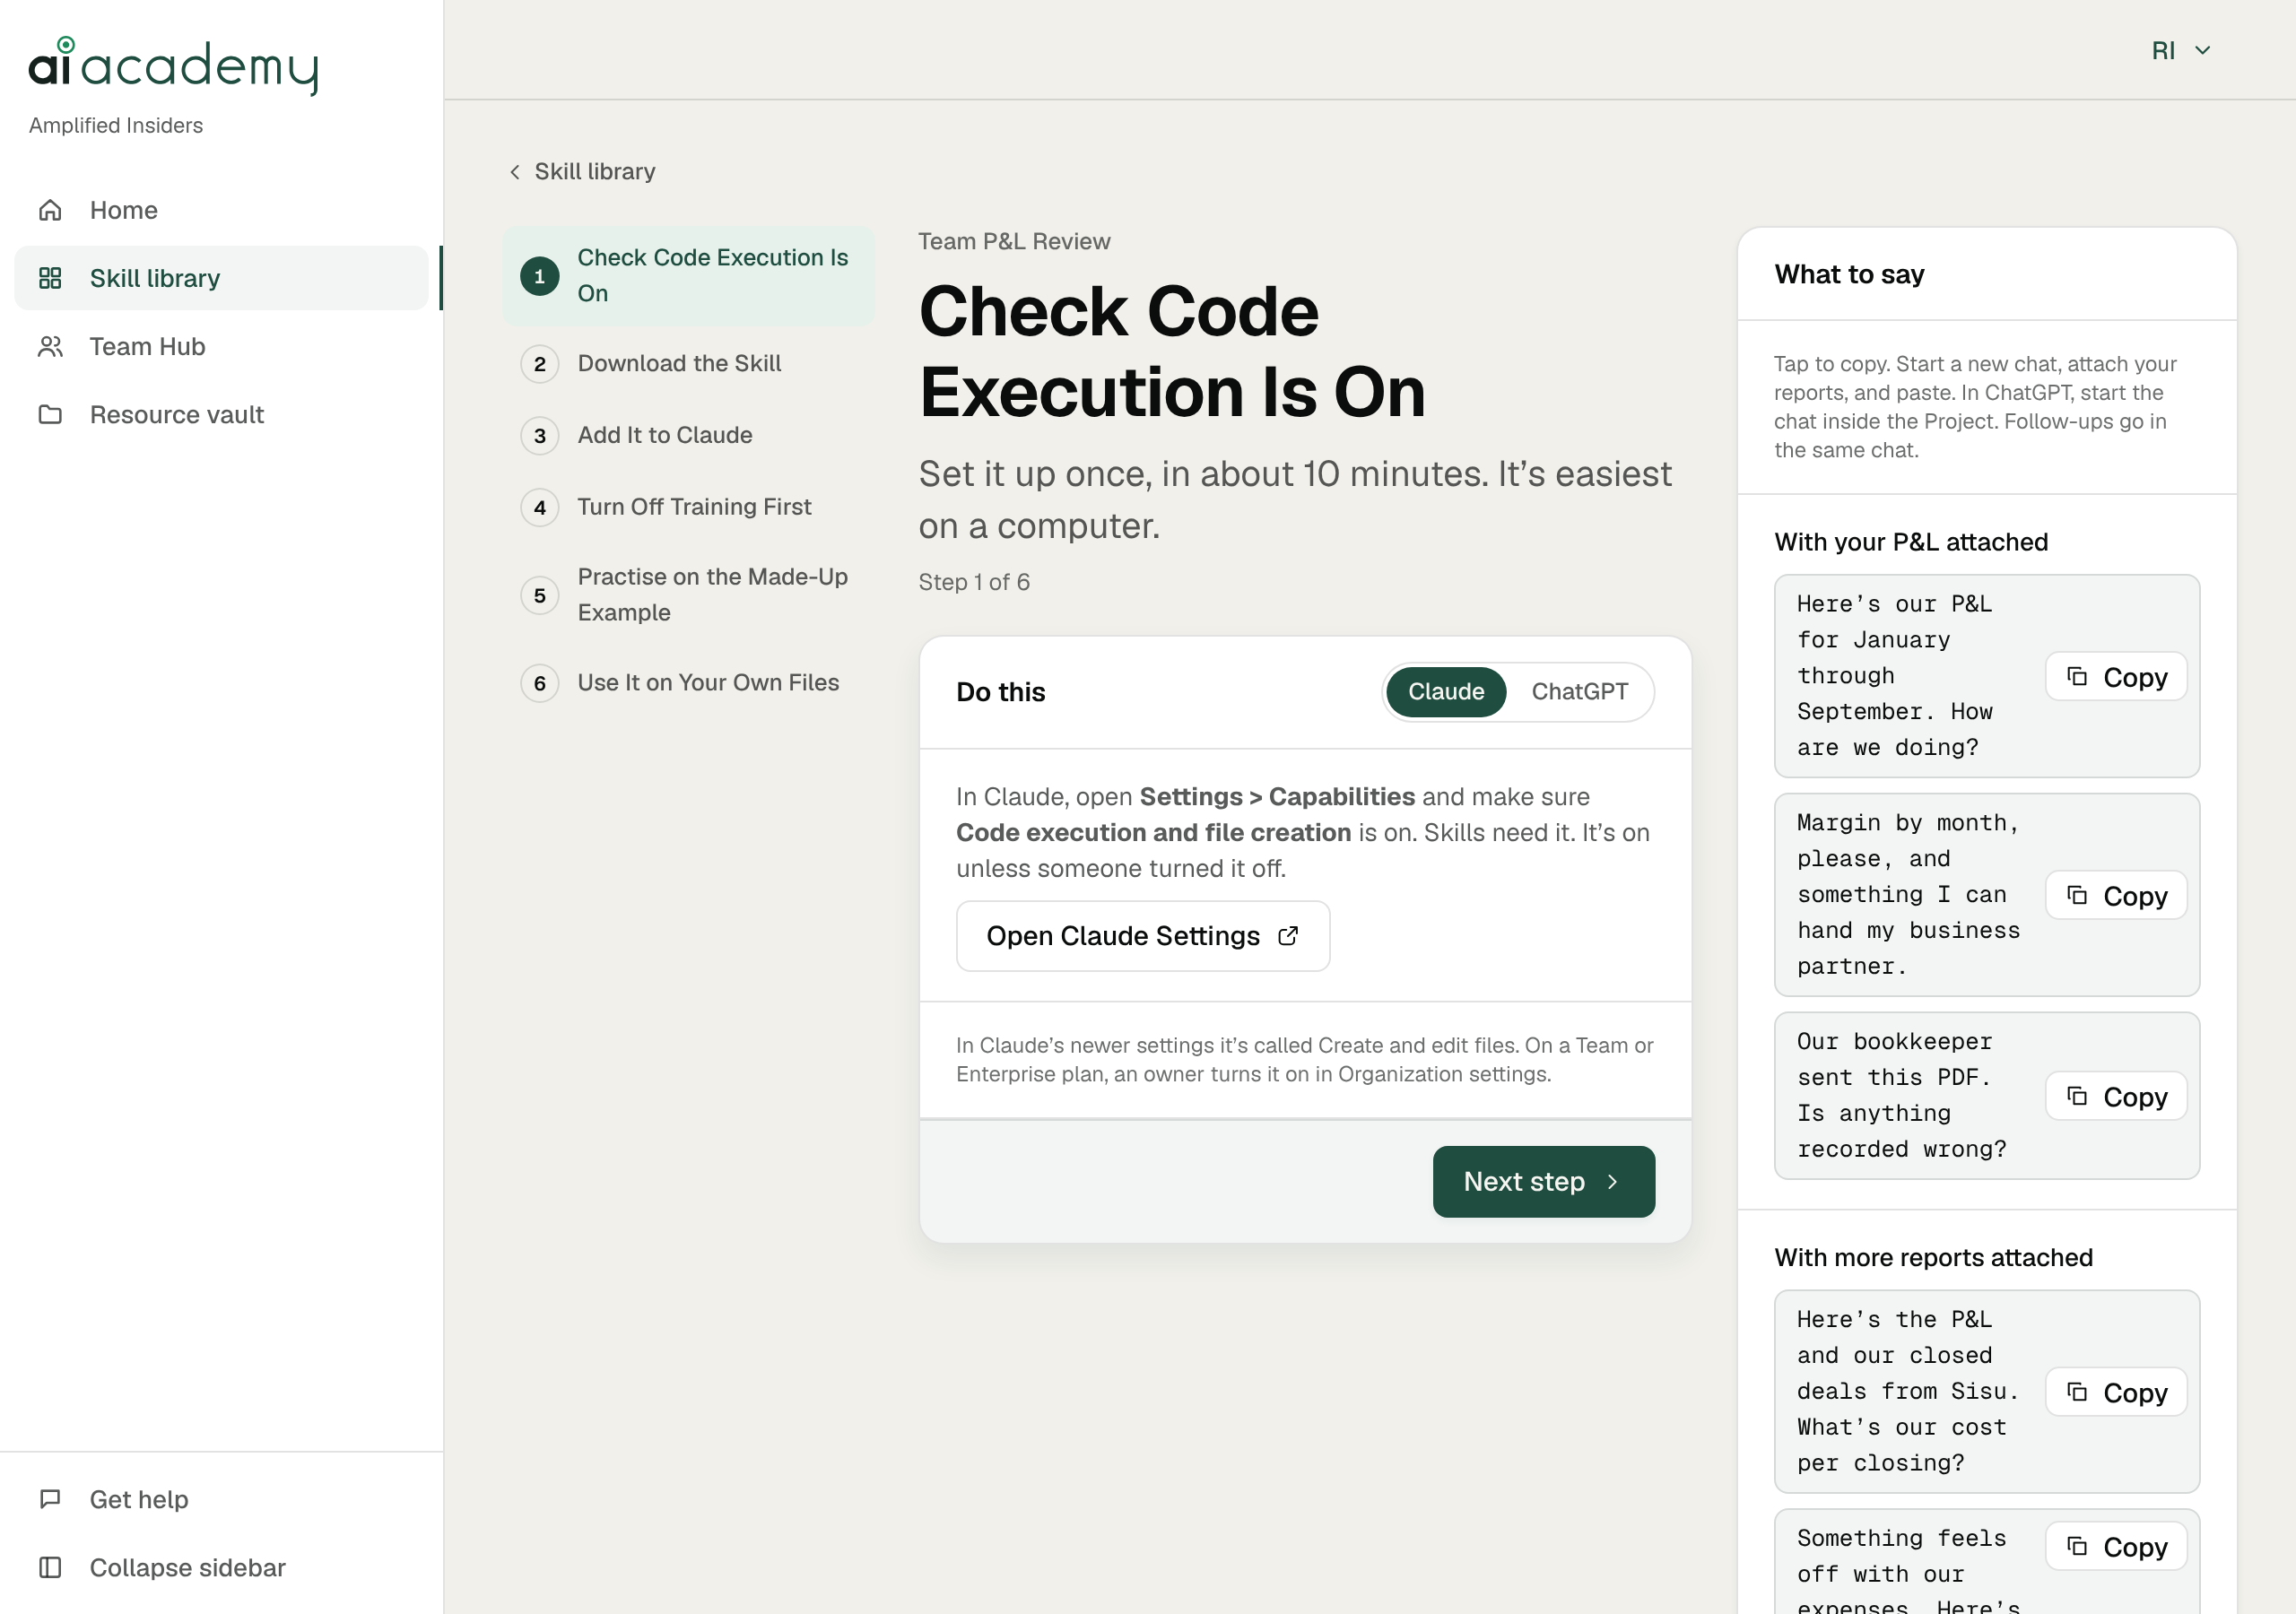 ai academy
Amplified Insiders
Home
Skill library
Team Hub
Resource vault
Get help
Collapse sidebar
RI
Skill library
1
Check Code Execution Is
On
2
Download the Skill
3
Add It to Claude
4
Turn Off Training First
5
Practise on the Made-Up
Example
6
Use It on Your Own Files
Team P&L Review
Check Code
Execution Is On
Set it up once, in about 10 minutes. It’s easiest
on a computer.
Step 1 of 6
Do this
Claude
ChatGPT
In Claude, open Settings > Capabilities and make sure
Code execution and file creation is on. Skills need it. It’s on
unless someone turned it off.
Open Claude Settings
In Claude’s newer settings it’s called Create and edit files. On a Team or
Enterprise plan, an owner turns it on in Organization settings.
Next step
What to say
Tap to copy. Start a new chat, attach your
reports, and paste. In ChatGPT, start the
chat inside the Project. Follow-ups go in
the same chat.
With your P&L attached
Here’s our P&L
for January
through
September. How
are we doing?
Copy
Margin by month,
please, and
something I can
hand my business
partner.
Copy
Our bookkeeper
sent this PDF.
Is anything
recorded wrong?
Copy
With more reports attached
Here’s the P&L
and our closed
deals from Sisu.
What’s our cost
per closing?
Copy
Something feels
off with our
expenses. Here’s
Copy